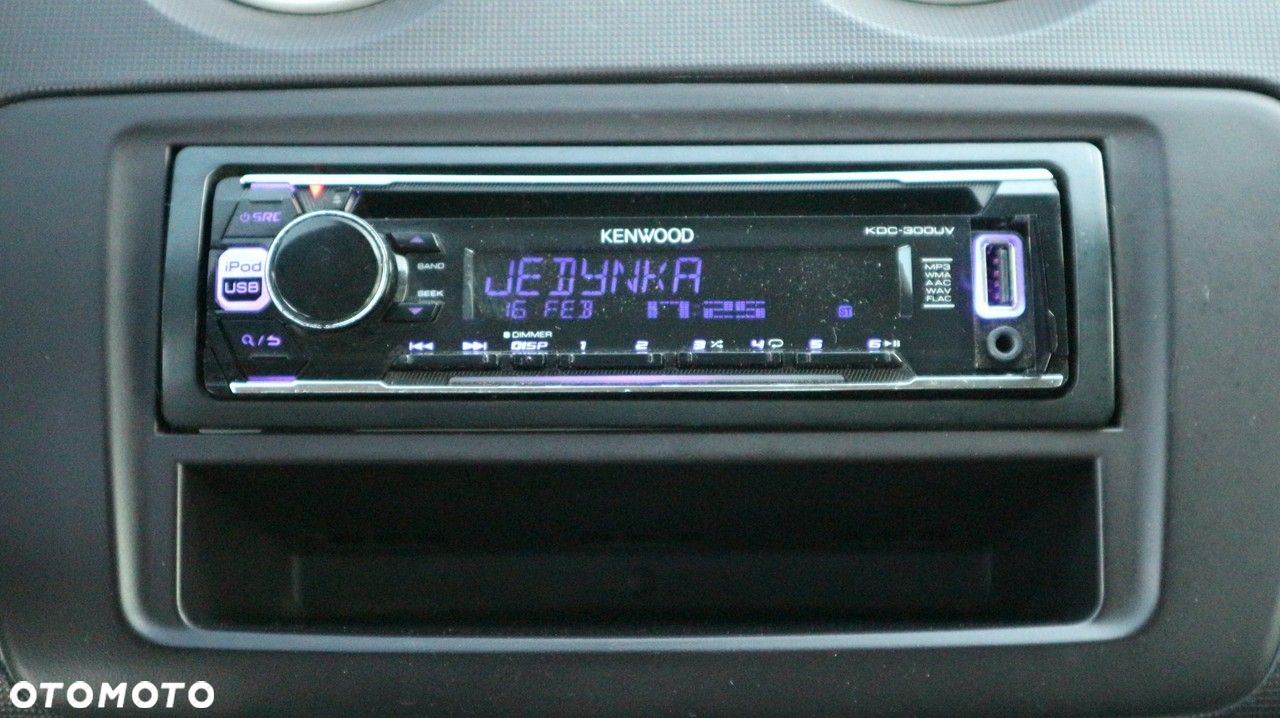 SRC
KENWOOD
KDC-300UV
iPod
USB
BAND
SEEK
JEDYNKA
16 FEB 17:25
ST
MP3
WMA
AAC
WAV
FLAC
DIMMER
DISP 1 2 3 4 5 6
OTOMOTO